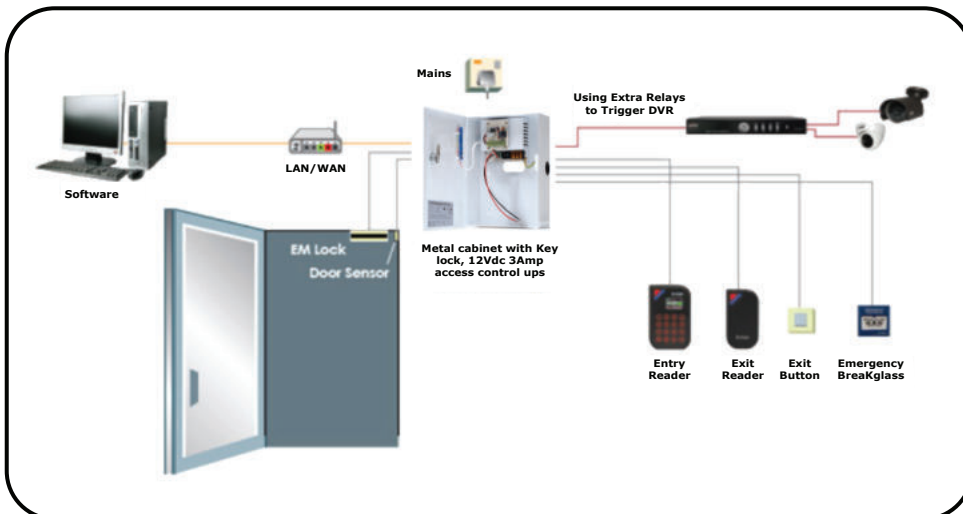 Mains
Using Extra Relays
to Trigger DVR
LAN/WAN
Software
EM Lock
Door Sensor
Metal cabinet with Key
lock, 12Vdc 3Amp
access control ups
Entry
Reader
Exit
Reader
Exit
Button
Emergency
BreaKglass